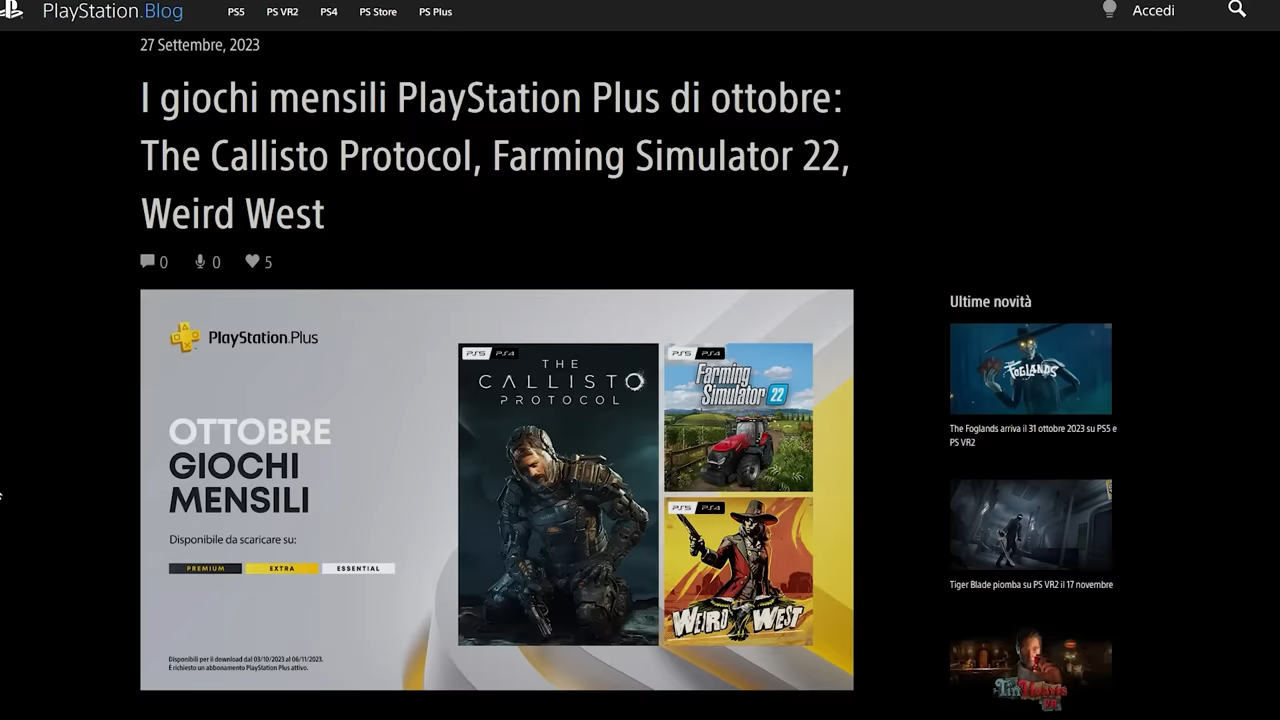 PlayStation.Blog
PS5
PS VR2
PS4
PS Store
PS Plus
Accedi
27 Settembre, 2023
I giochi mensili PlayStation Plus di ottobre:
The Callisto Protocol, Farming Simulator 22,
Weird West
0
0
5
PlayStation.Plus
OTTOBRE
GIOCHI
MENSILI
Disponibile da scaricare su:
PREMIUM
EXTRA
ESSENTIAL
Disponibili per il download dal 03/10/2023 al 06/11/2023.
È richiesto un abbonamento PlayStation Plus attivo.
PS5 PS4
THE
CALLISTO
PROTOCOL
PS5 PS4
Farming
Simulator 22
PS5 PS4
WEIRD WEST
Ultime novità
FOGLANDS
The Foglands arriva il 31 ottobre 2023 su PS5 e
PS VR2
Tiger Blade piomba su PS VR2 il 17 novembre
Tin Hearts
VR